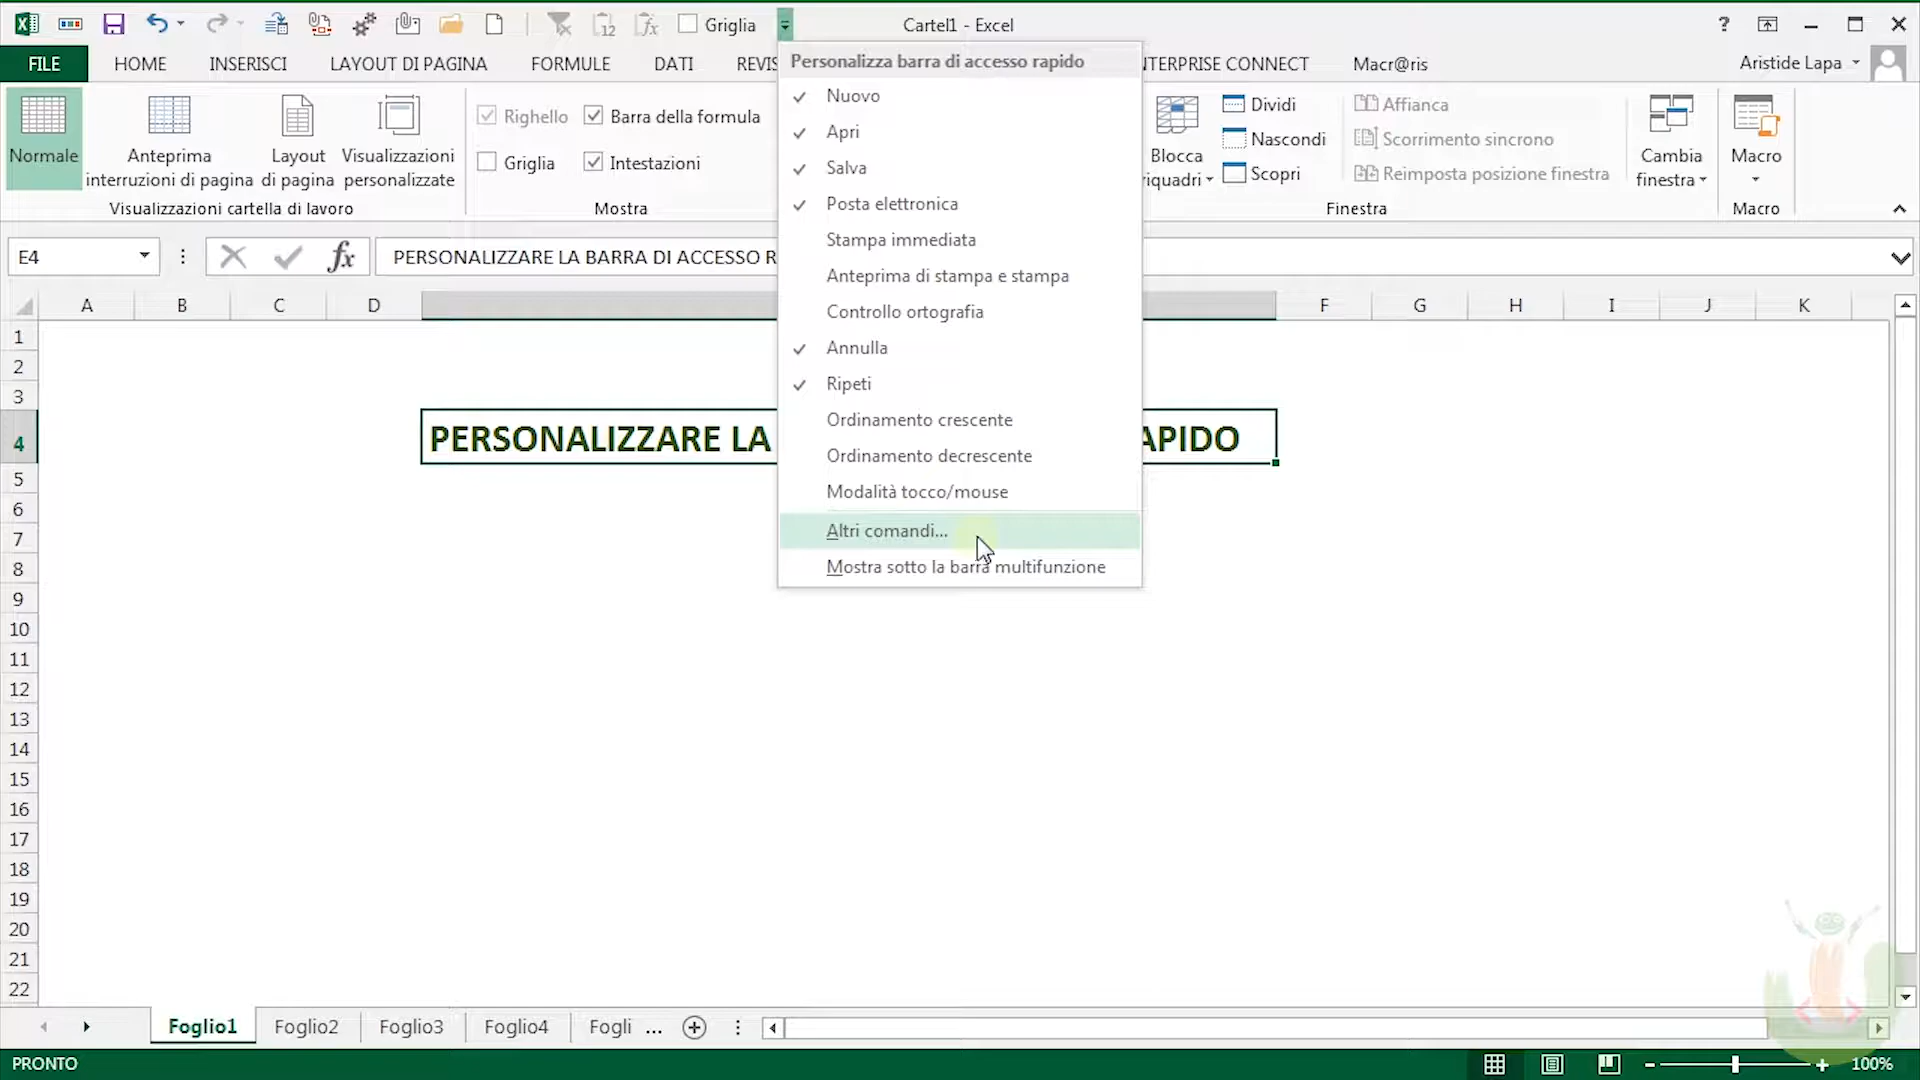 Griglia
Cartel1 - Excel
?
FILE
HOME
INSERISCI
LAYOUT DI PAGINA
FORMULE
DATI
REVIS
NTERPRISE CONNECT
Macr@ris
Aristide Lapa
Normale
Anteprima
interruzioni di pagina
Layout
di pagina
Visualizzazioni
personalizzate
Visualizzazioni cartella di lavoro
Righello
Barra della formula
Griglia
Intestazioni
Mostra
Personalizza barra di accesso rapido
Nuovo
Apri
Salva
Posta elettronica
Stampa immediata
Anteprima di stampa e stampa
Controllo ortografia
Annulla
Ripeti
Ordinamento crescente
Ordinamento decrescente
Modalità tocco/mouse
Altri comandi...
Mostra sotto la barra multifunzione
Blocca
riquadri
Dividi
Nascondi
Scopri
Affianca
Scorrimento sincrono
Reimposta posizione finestra
Cambia
finestra
Finestra
Macro
Macro
E4
fx
PERSONALIZZARE LA BARRA DI ACCESSO R
A B C D F G H I J K
1
2
3
4
PERSONALIZZARE LA
APIDO
5
6
7
8
9
10
11
12
13
14
15
16
17
18
19
20
21
22
Foglio1
Foglio2
Foglio3
Foglio4
Fogli ...
PRONTO
100%